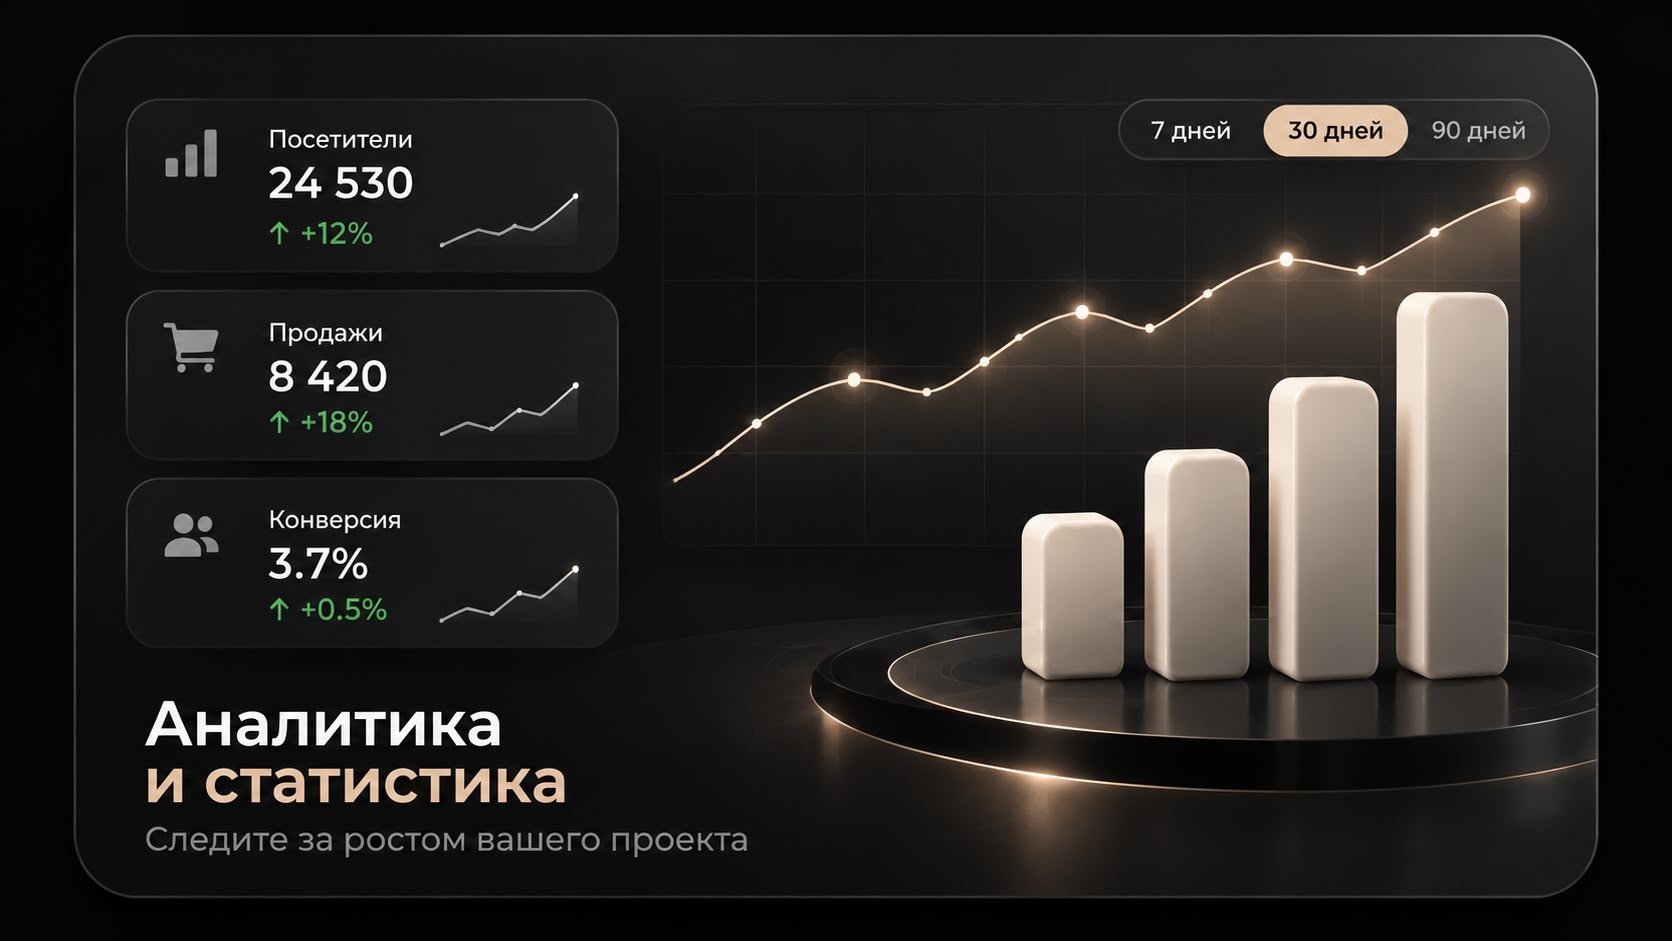 Посетители
24 530
↑ +12%
Продажи
8 420
↑ +18%
Конверсия
3.7%
↑ +0.5%
7 дней
30 дней
90 дней
Аналитика
и статистика
Следите за ростом вашего проекта